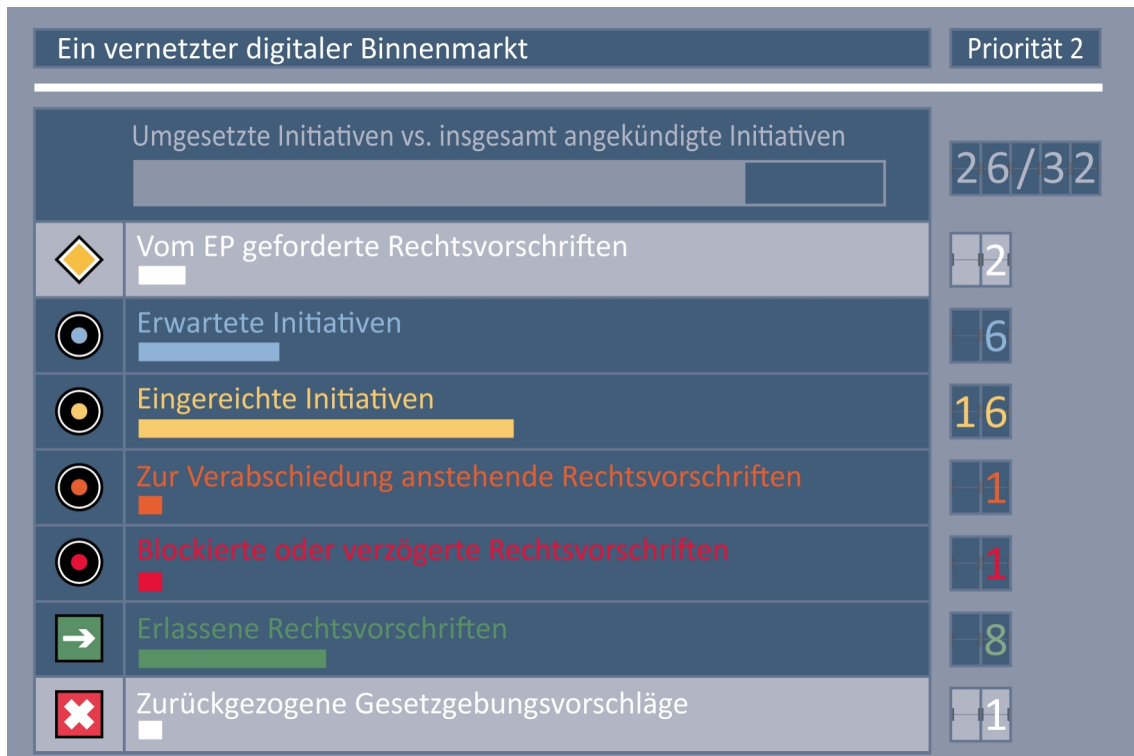 Ein vernetzter digitaler Binnenmarkt
Priorität 2
Umgesetzte Initiativen vs. insgesamt angekündigte Initiativen
26/32
Vom EP geforderte Rechtsvorschriften
2
Erwartete Initiativen
6
Eingereichte Initiativen
16
Zur Verabschiedung anstehende Rechtsvorschriften
1
Blockierte oder verzögerte Rechtsvorschriften
1
Erlassene Rechtsvorschriften
8
Zurückgezogene Gesetzgebungsvorschläge
1